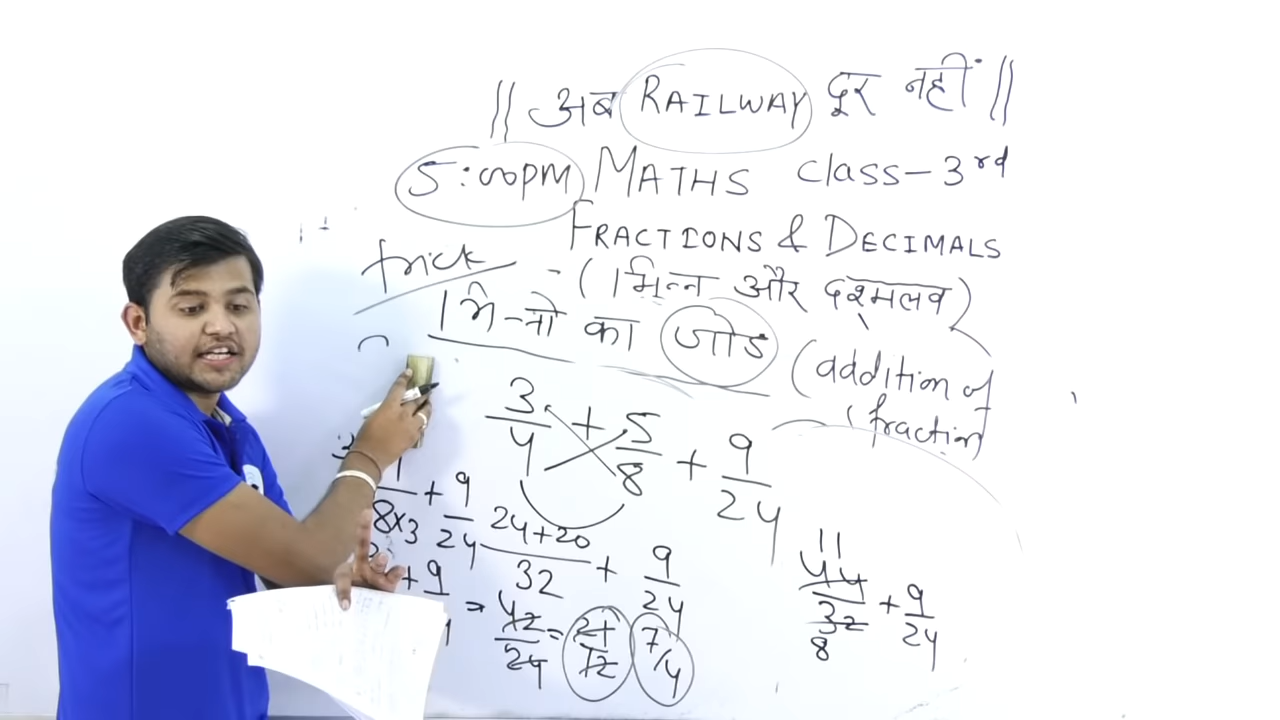 || अब RAILWAY दूर नहीं ||
5:00PM MATHS class-3rd
FRACTIONS & DECIMALS
trick
-(भिन्न और दशमलव)
भिन्नो का जोड़ (addition of fraction)
3/4 + 5/8 + 9/24
1/8×3 + 9/24
24+20/32 + 9/24
44/32 + 9/24
11
8
+9
= 42/24 = 21/12 7/4